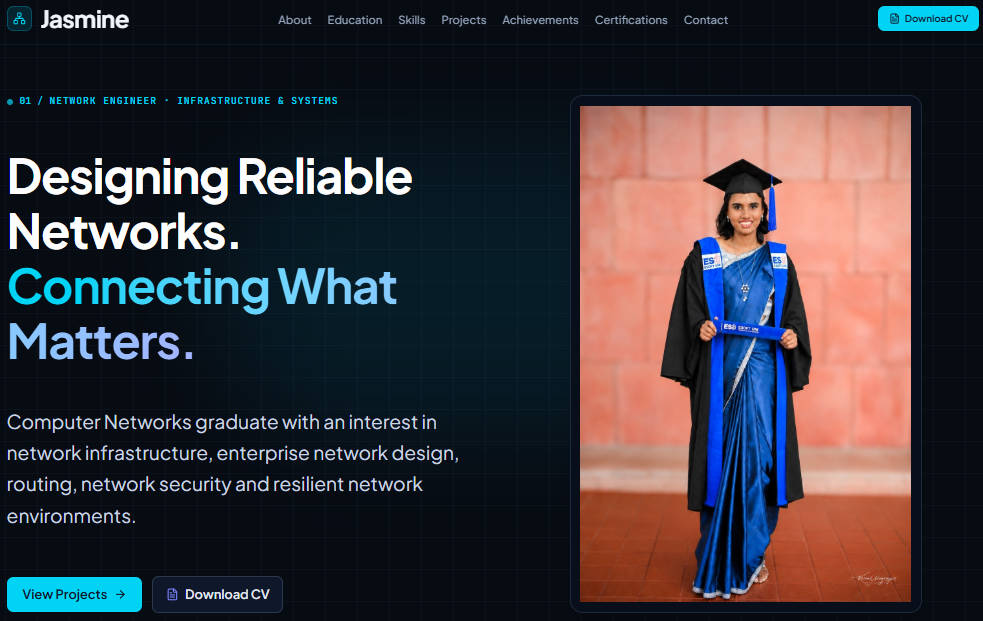 Jasmine
About Education Skills Projects Achievements Certifications Contact
Download CV
01 / NETWORK ENGINEER · INFRASTRUCTURE & SYSTEMS
Designing Reliable
Networks.
Connecting What
Matters.
Computer Networks graduate with an interest in
network infrastructure, enterprise network design,
routing, network security and resilient network
environments.
View Projects →
Download CV